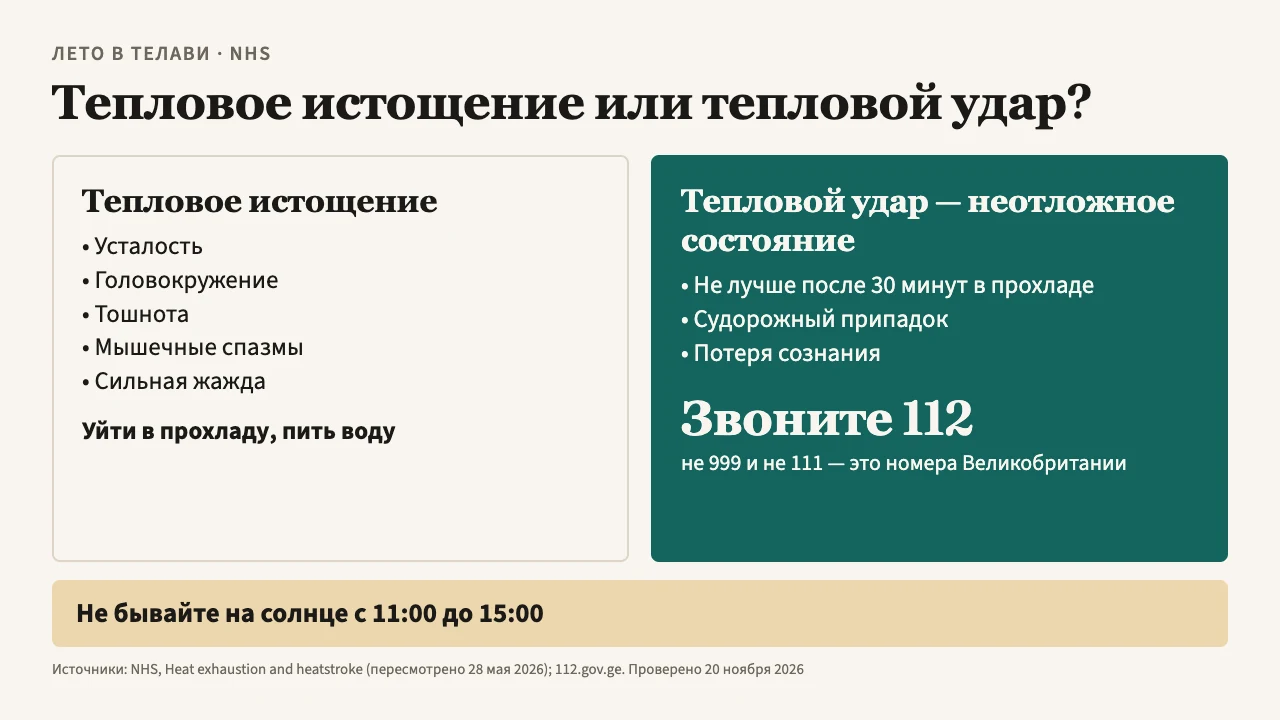 ЛЕТО В ТЕЛАВИ · NHS
Тепловое истощение или тепловой удар?
Тепловое истощение
• Усталость
• Головокружение
• Тошнота
• Мышечные спазмы
• Сильная жажда
Уйти в прохладу, пить воду
Тепловой удар — неотложное
состояние
• Не лучше после 30 минут в прохладе
• Судорожный припадок
• Потеря сознания
Звоните 112
не 999 и не 111 — это номера Великобритании
Не бывайте на солнце с 11:00 до 15:00
Источники: NHS, Heat exhaustion and heatstroke (пересмотрено 28 мая 2026); 112.gov.ge. Проверено 20 ноября 2026